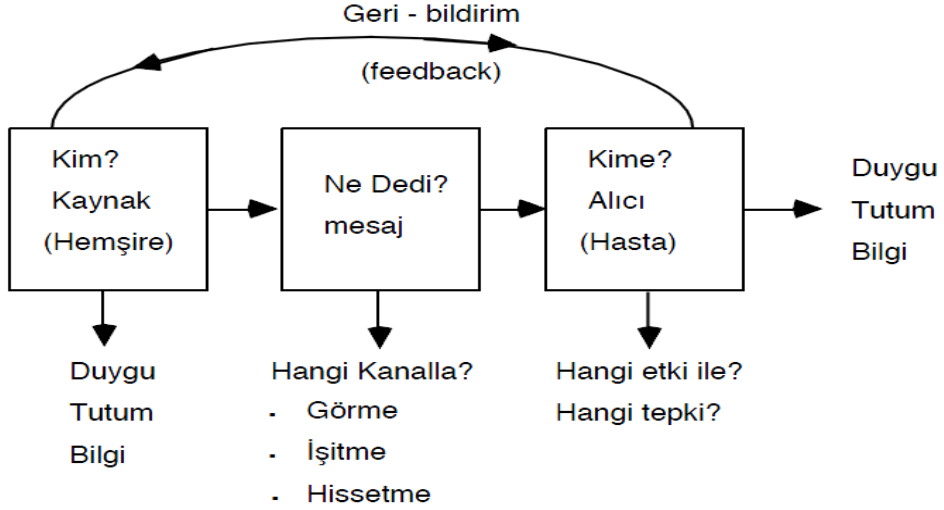 Geri - bildirim
(feedback)
Kim?
Kaynak
(Hemşire)
Ne Dedi?
mesaj
Kime?
Alıcı
(Hasta)
Duygu
Tutum
Bilgi
Duygu
Tutum
Bilgi
Hangi Kanalla?
. Görme
. İşitme
. Hissetme
Hangi etki ile?
Hangi tepki?